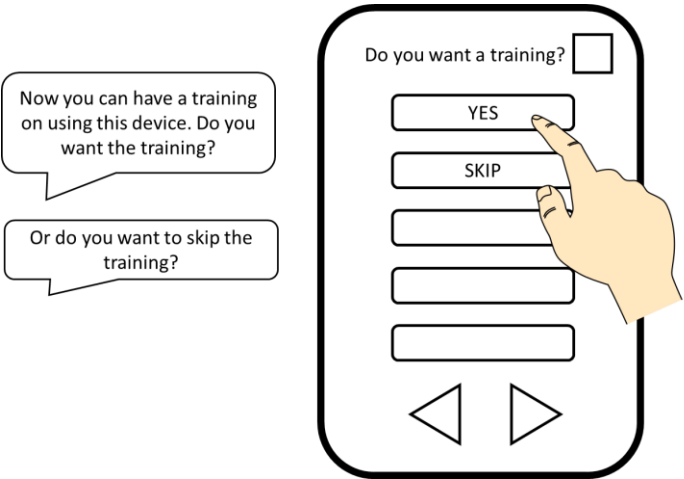 Now you can have a training
on using this device. Do you
want the training?
Or do you want to skip the
training?
Do you want a training?
YES
SKIP